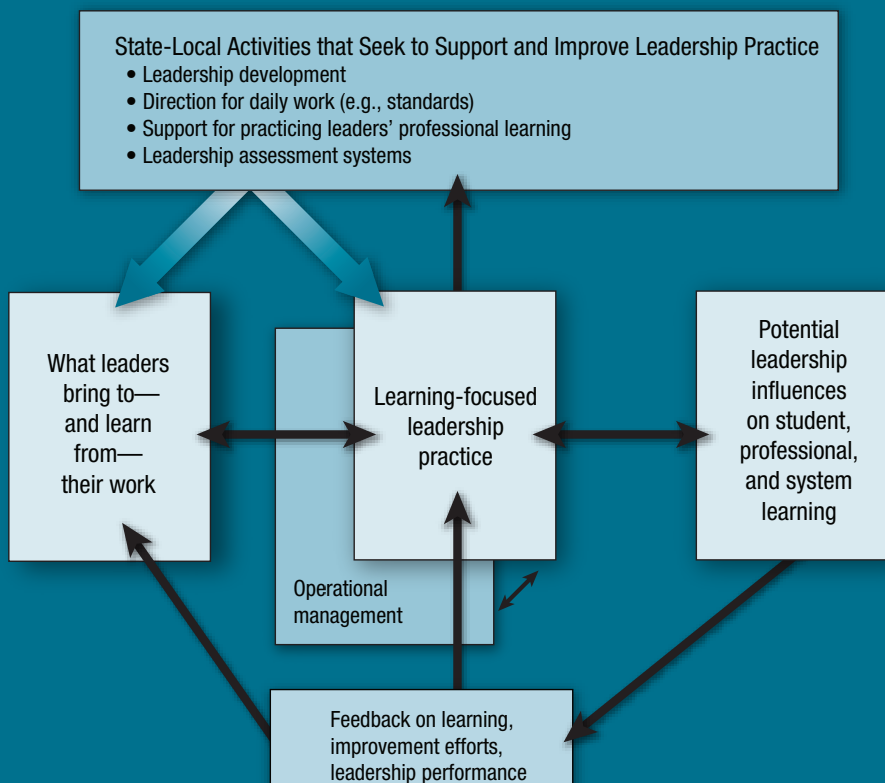 State-Local Activities that Seek to Support and Improve Leadership Practice
• Leadership development
• Direction for daily work (e.g., standards)
• Support for practicing leaders’ professional learning
• Leadership assessment systems
What leaders
bring to—
and learn
from—
their work
Learning-focused
leadership
practice
Potential
leadership
influences
on student,
professional,
and system
learning
Operational
management
Feedback on learning,
improvement efforts,
leadership performance